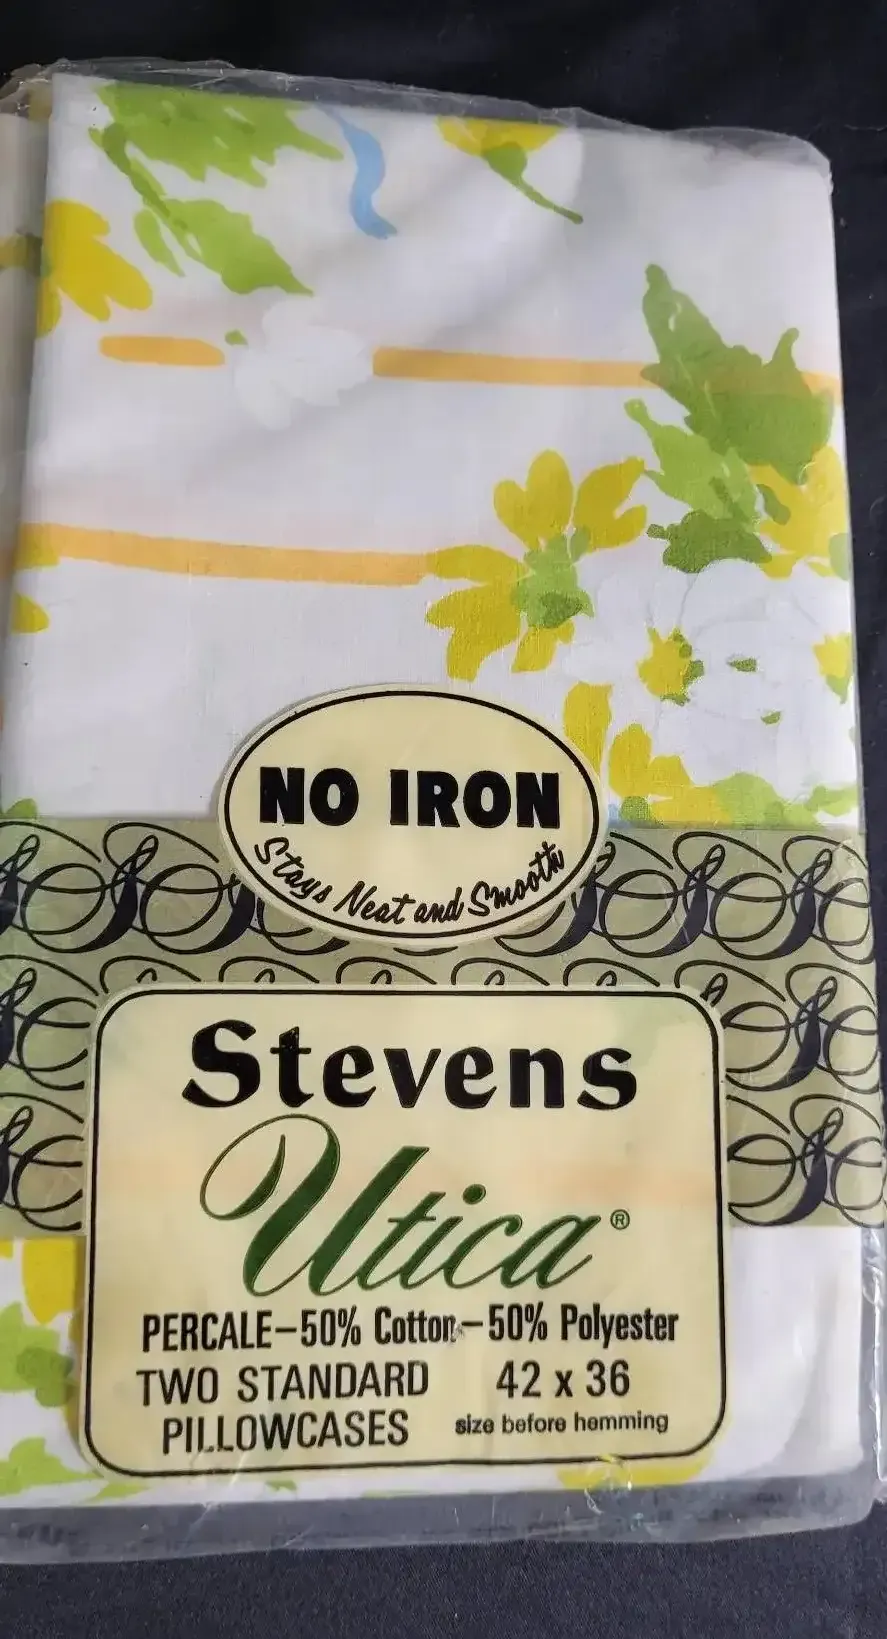 NO IRON
Stays Neat and Smooth
Stevens
Utica®
PERCALE–50% Cotton–50% Polyester
TWO STANDARD 42 x 36
PILLOWCASES size before hemming